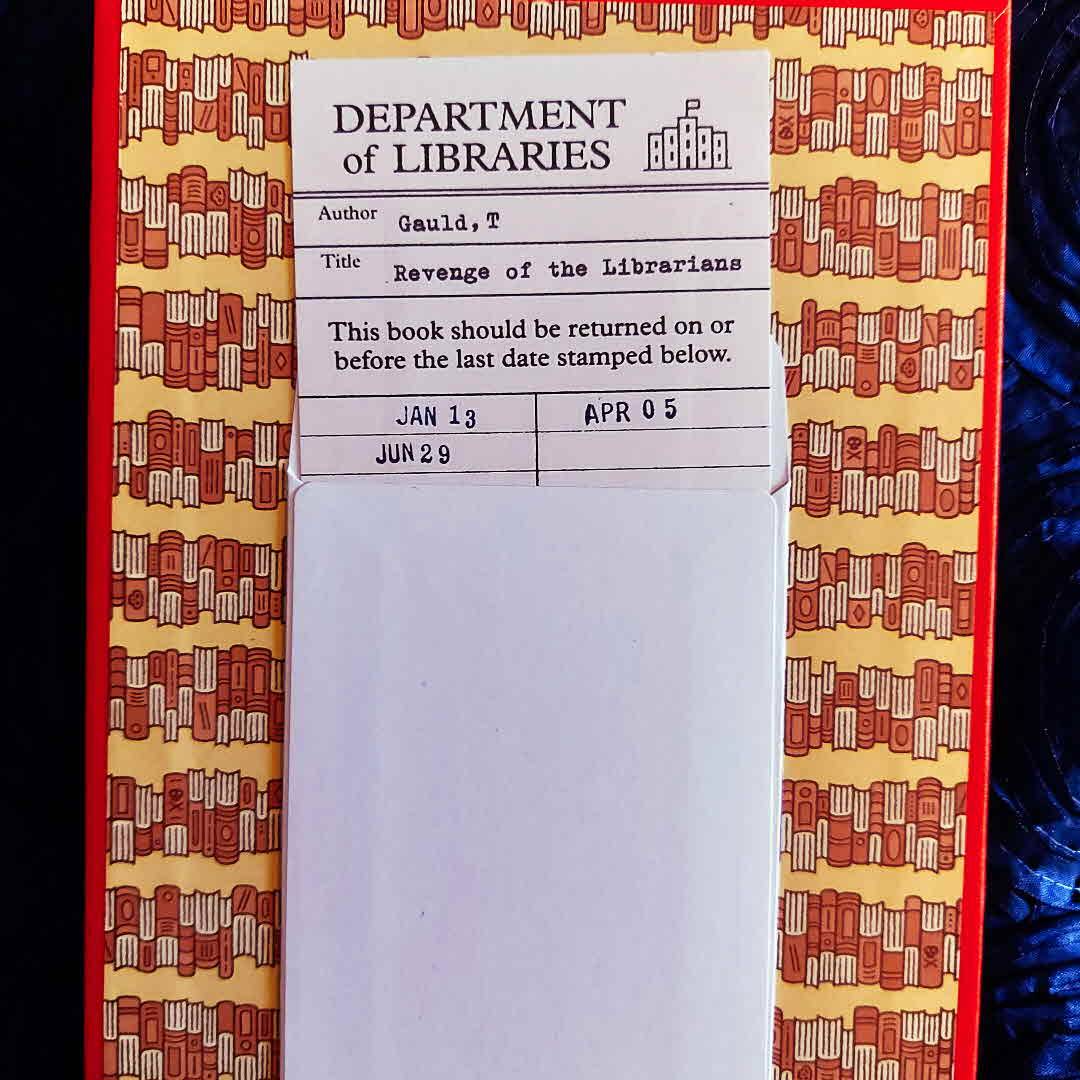 DEPARTMENT
of LIBRARIES
Author Gauld, T
Title Revenge of the Librarians
This book should be returned on or
before the last date stamped below.
JAN 13 APR 05
JUN 29